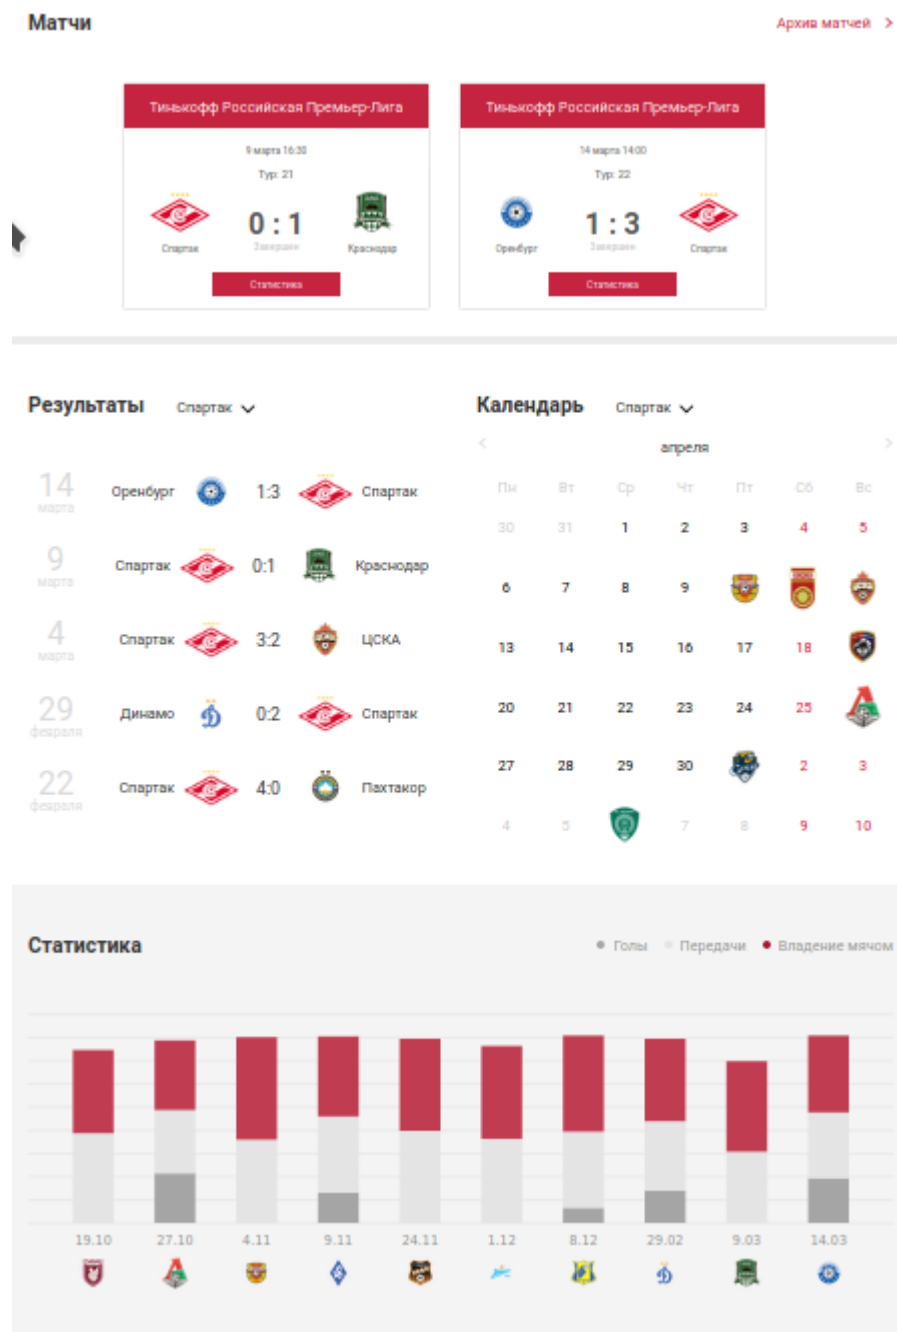 Матчи
Архив матчей
Тинькофф Российская Премьер-Лига
9 марта 16:30
Тур: 21
0 : 1
Завершен
Спартак
Краснодар
Статистика
Тинькофф Российская Премьер-Лига
14 марта 14:00
Тур: 22
1 : 3
Завершен
Оренбург
Спартак
Статистика
Результаты Спартак
14 марта
Оренбург 1:3 Спартак
9 марта
Спартак 0:1 Краснодар
4 марта
Спартак 3:2 ЦСКА
29 февраля
Динамо 0:2 Спартак
22 февраля
Спартак 4:0 Пахтакор
Календарь Спартак
апреля
Пн Вт Ср Чт Пт Сб Вс
30 31 1 2 3 4 5
6 7 8 9
13 14 15 16 17 18
20 21 22 23 24 25
27 28 29 30 2 3
4 5 7 8 9 10
Статистика
Голы Передачи Владение мячом
19.10 27.10 4.11 9.11 24.11 1.12 8.12 29.02 9.03 14.03